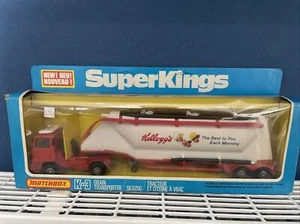 NEW! NEU!
NOUVEAU!
SuperKings
Kellogg's
The Best to You
Each Morning
MATCHBOX
K-3
GRAIN
TRANSPORTER
TRACTEUR
ET CITERNE A VRAC